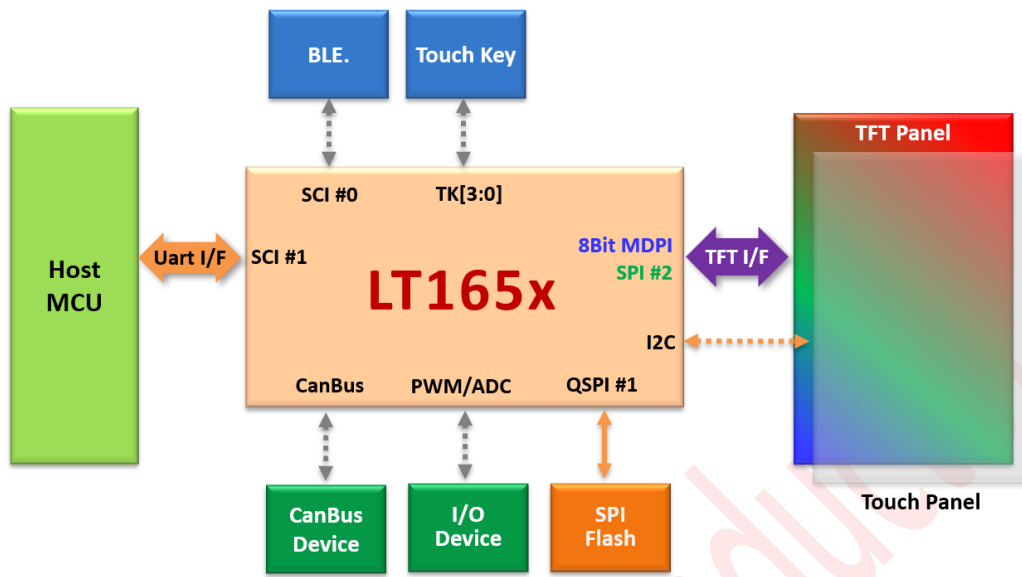 BLE.
Touch Key
TFT Panel
SCI #0
TK[3:0]
Host
MCU
Uart I/F
SCI #1
8Bit MDPI
SPI #2
TFT I/F
LT165x
I2C
CanBus
PWM/ADC
QSPI #1
Touch Panel
CanBus
Device
I/O
Device
SPI
Flash